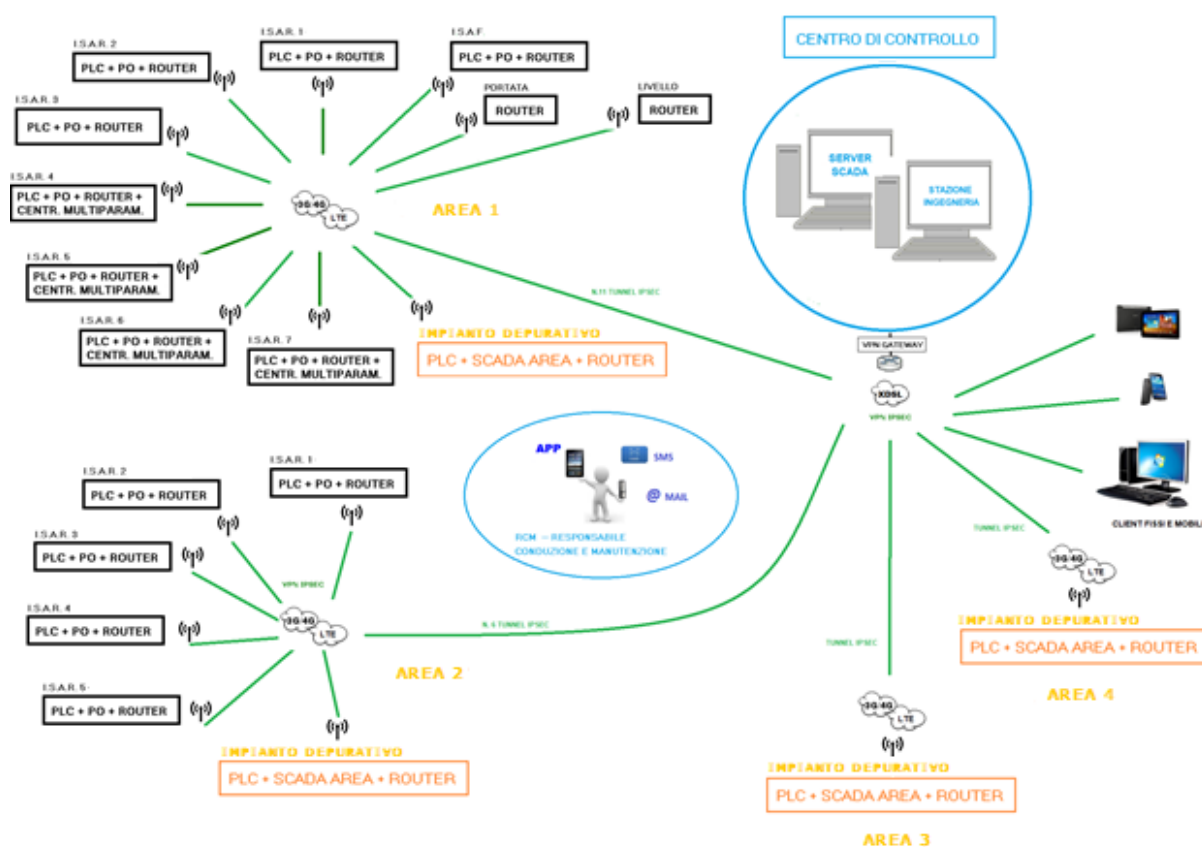 CENTRO DI CONTROLLO
SERVER
SCADA
STAZIONE
INGEGNERIA
VPN GATEWAY
XDSL
VPN IPSEC
I.S.A.R. 2
PLC + PO + ROUTER
I.S.A.R. 1
PLC + PO + ROUTER
I.S.A.F.
PLC + PO + ROUTER
PORTATA
ROUTER
LIVELLO
ROUTER
I.S.A.R. 3
PLC + PO + ROUTER
I.S.A.R. 4
PLC + PO + ROUTER +
CENTR. MULTIPARAM.
3G/4G
LTE
AREA 1
I.S.A.R. 5
PLC + PO + ROUTER +
CENTR. MULTIPARAM.
I.S.A.R. 6
PLC + PO + ROUTER +
CENTR. MULTIPARAM.
I.S.A.R. 7
PLC + PO + ROUTER +
CENTR. MULTIPARAM.
IMPIANTO DEPURATIVO
PLC + SCADA AREA + ROUTER
N.11 TUNNEL IPSEC
APP
SMS
@ MAIL
RCM – RESPONSABILE
CONDUZIONE E MANUTENZIONE
CLIENT FISSI E MOBILI
I.S.A.R. 2
PLC + PO + ROUTER
I.S.A.R. 1
PLC + PO + ROUTER
I.S.A.R. 3
PLC + PO + ROUTER
VPN IPSEC
I.S.A.R. 4
PLC + PO + ROUTER
3G/4G
LTE
N. 6 TUNNEL IPSEC
AREA 2
I.S.A.R. 5
PLC + PO + ROUTER
IMPIANTO DEPURATIVO
PLC + SCADA AREA + ROUTER
TUNNEL IPSEC
3G/4G
LTE
IMPIANTO DEPURATIVO
PLC + SCADA AREA + ROUTER
AREA 4
TUNNEL IPSEC
3G/4G
LTE
IMPIANTO DEPURATIVO
PLC + SCADA AREA + ROUTER
AREA 3